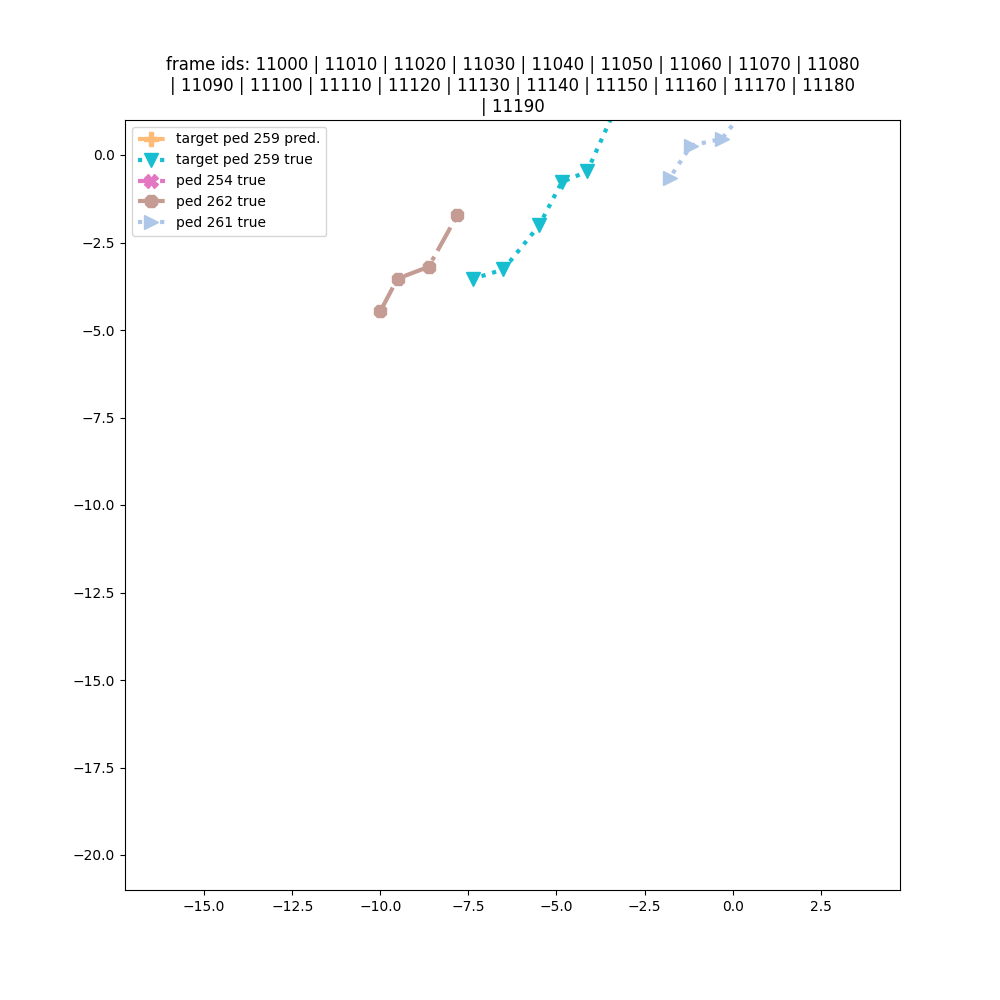 frame ids: 11000 | 11010 | 11020 | 11030 | 11040 | 11050 | 11060 | 11070 | 11080
| 11090 | 11100 | 11110 | 11120 | 11130 | 11140 | 11150 | 11160 | 11170 | 11180
| 11190
target ped 259 pred.
target ped 259 true
ped 254 true
ped 262 true
ped 261 true
0.0
−2.5
−5.0
−7.5
−10.0
−12.5
−15.0
−17.5
−20.0
−15.0 −12.5 −10.0 −7.5 −5.0 −2.5 0.0 2.5